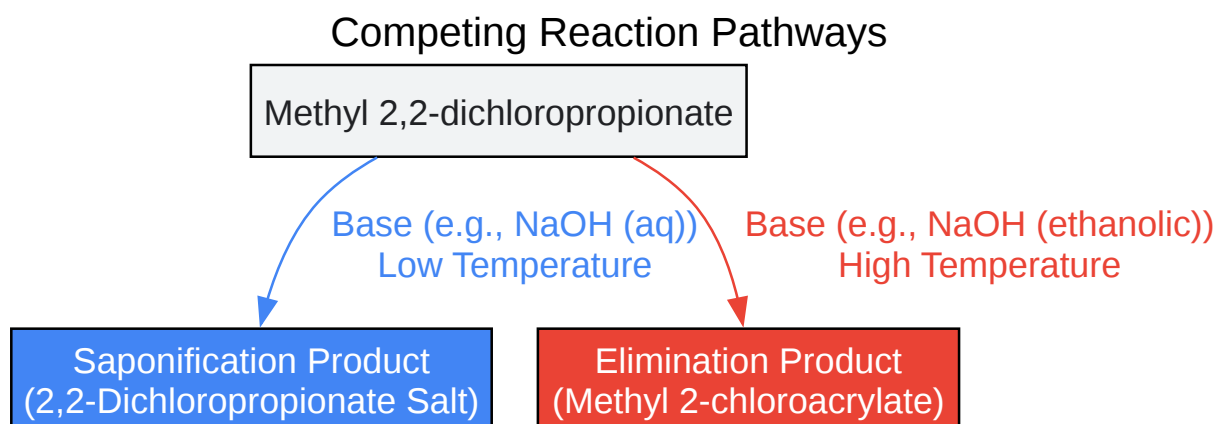 Competing Reaction Pathways
Methyl 2,2-dichloropropionate
Base (e.g., NaOH (aq))
Low Temperature
Base (e.g., NaOH (ethanolic))
High Temperature
Saponification Product
(2,2-Dichloropropionate Salt)
Elimination Product
(Methyl 2-chloroacrylate)